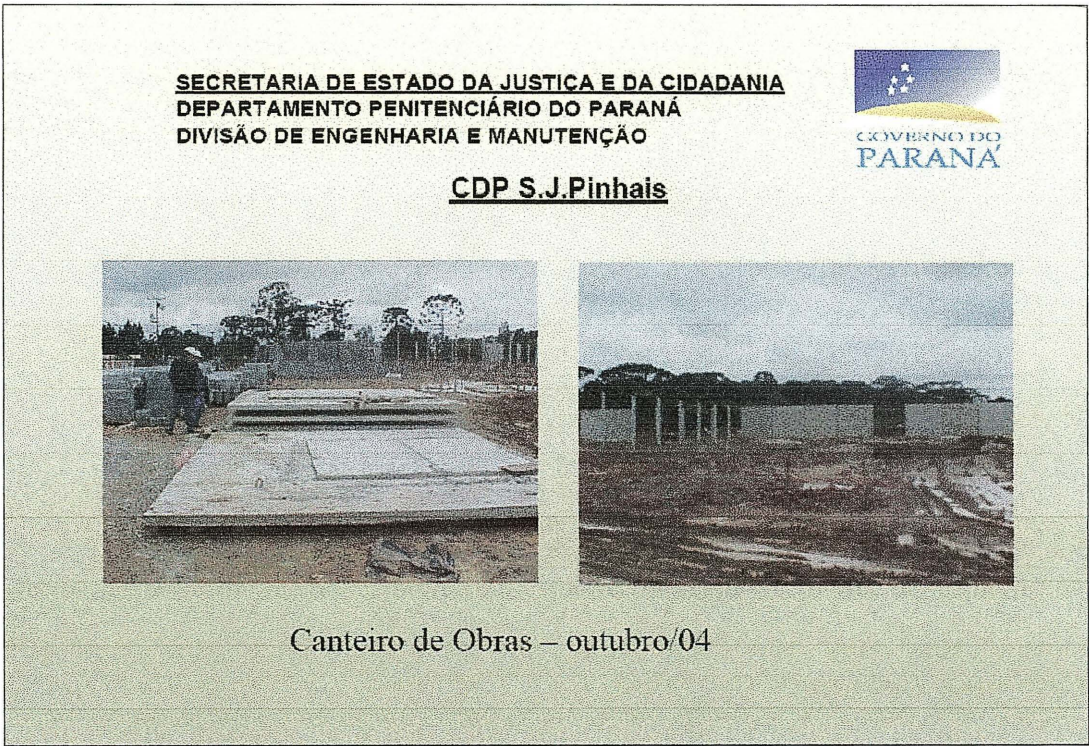 SECRETARIA DE ESTADO DA JUSTIÇA E DA CIDADANIA
DEPARTAMENTO PENITENCIÁRIO DO PARANÁ
DIVISÃO DE ENGENHARIA E MANUTENÇÃO
GOVERNO DO
PARANÁ
CDP S.J.Pinhais
Canteiro de Obras – outubro/04